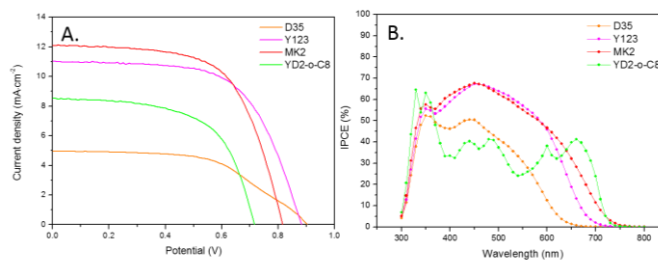 A.
D35
Y123
MK2
YD2-o-C8
Current density (mA·cm⁻²)
14
12
10
8
6
4
2
0
0.0 0.2 0.4 0.6 0.8 1.0
Potential (V)
B.
D35
Y123
MK2
YD2-o-C8
IPCE (%)
100
90
80
70
60
50
40
30
20
10
0
300 400 500 600 700 800
Wavelength (nm)